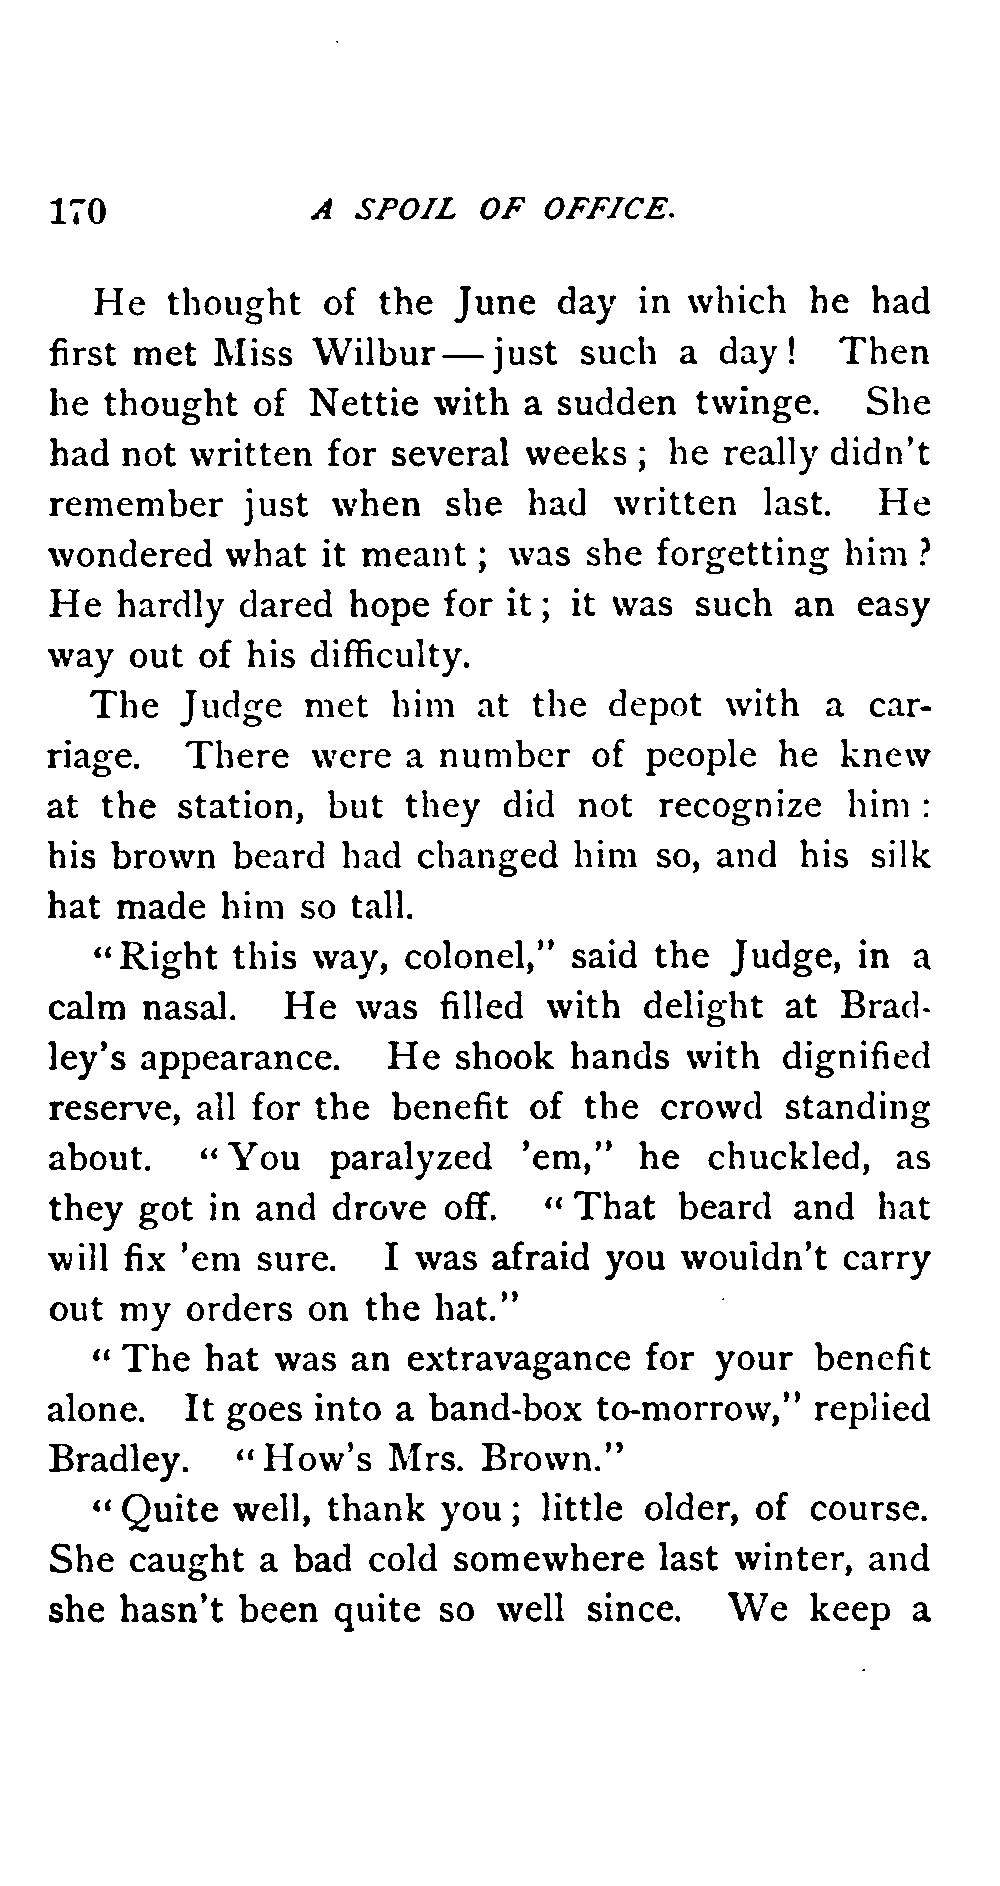 170 A SPOIL OF OFFICE.
He thought of the June day in which he had
first met Miss Wilbur — just such a day! Then
he thought of Nettie with a sudden twinge. She
had not written for several weeks ; he really didn't
remember just when she had written last. He
wondered what it meant ; was she forgetting him ?
He hardly dared hope for it ; it was such an easy
way out of his difficulty.
The Judge met him at the depot with a car-
riage. There were a number of people he knew
at the station, but they did not recognize him :
his brown beard had changed him so, and his silk
hat made him so tall.
"Right this way, colonel," said the Judge, in a
calm nasal. He was filled with delight at Brad-
ley's appearance. He shook hands with dignified
reserve, all for the benefit of the crowd standing
about. "You paralyzed 'em," he chuckled, as
they got in and drove off. "That beard and hat
will fix 'em sure. I was afraid you wouldn't carry
out my orders on the hat."
"The hat was an extravagance for your benefit
alone. It goes into a band-box to-morrow," replied
Bradley. "How's Mrs. Brown."
"Quite well, thank you ; little older, of course.
She caught a bad cold somewhere last winter, and
she hasn't been quite so well since. We keep a